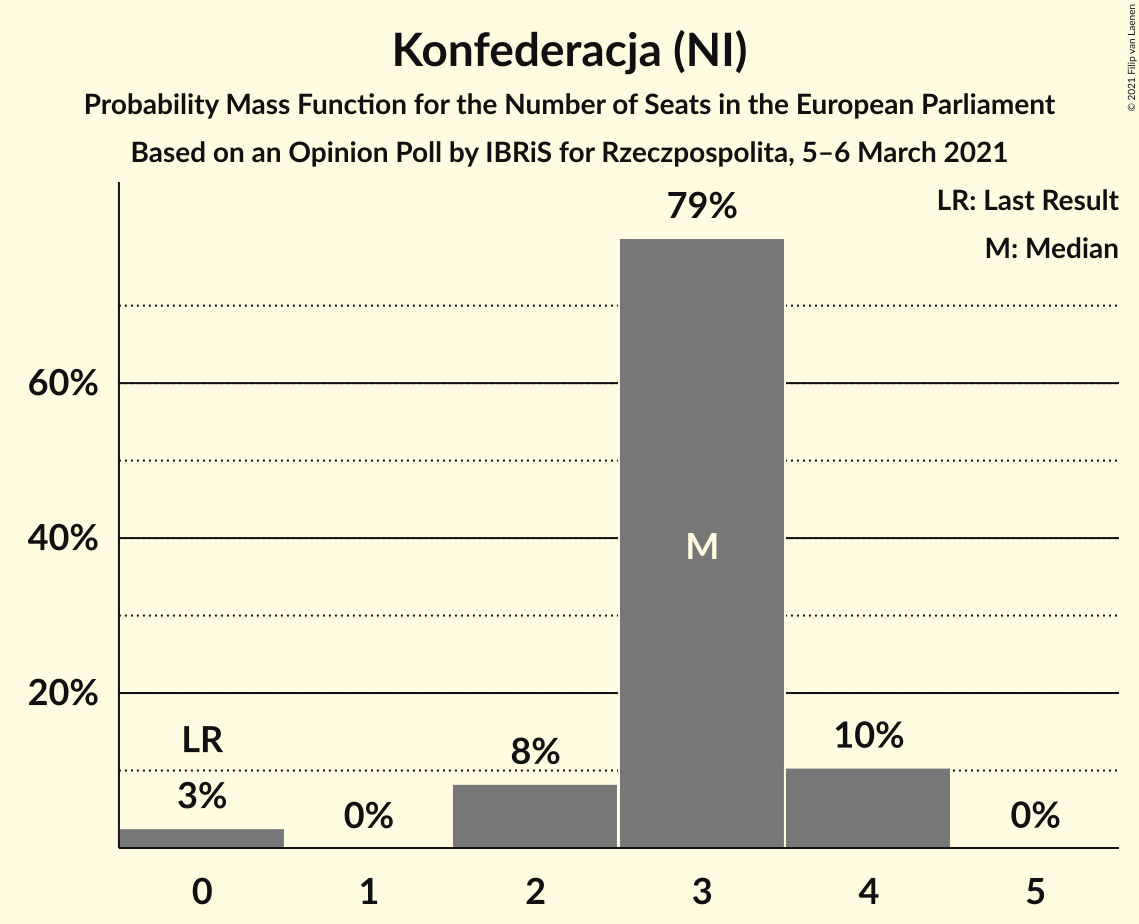 Konfederacja (NI)
Probability Mass Function for the Number of Seats in the European Parliament
Based on an Opinion Poll by IBRiS for Rzeczpospolita, 5–6 March 2021
© 2021 Filip van Laenen
LR: Last Result
M: Median
79%
60%
40%
20%
M
LR
3%
0%
8%
10%
0%
0 1 2 3 4 5